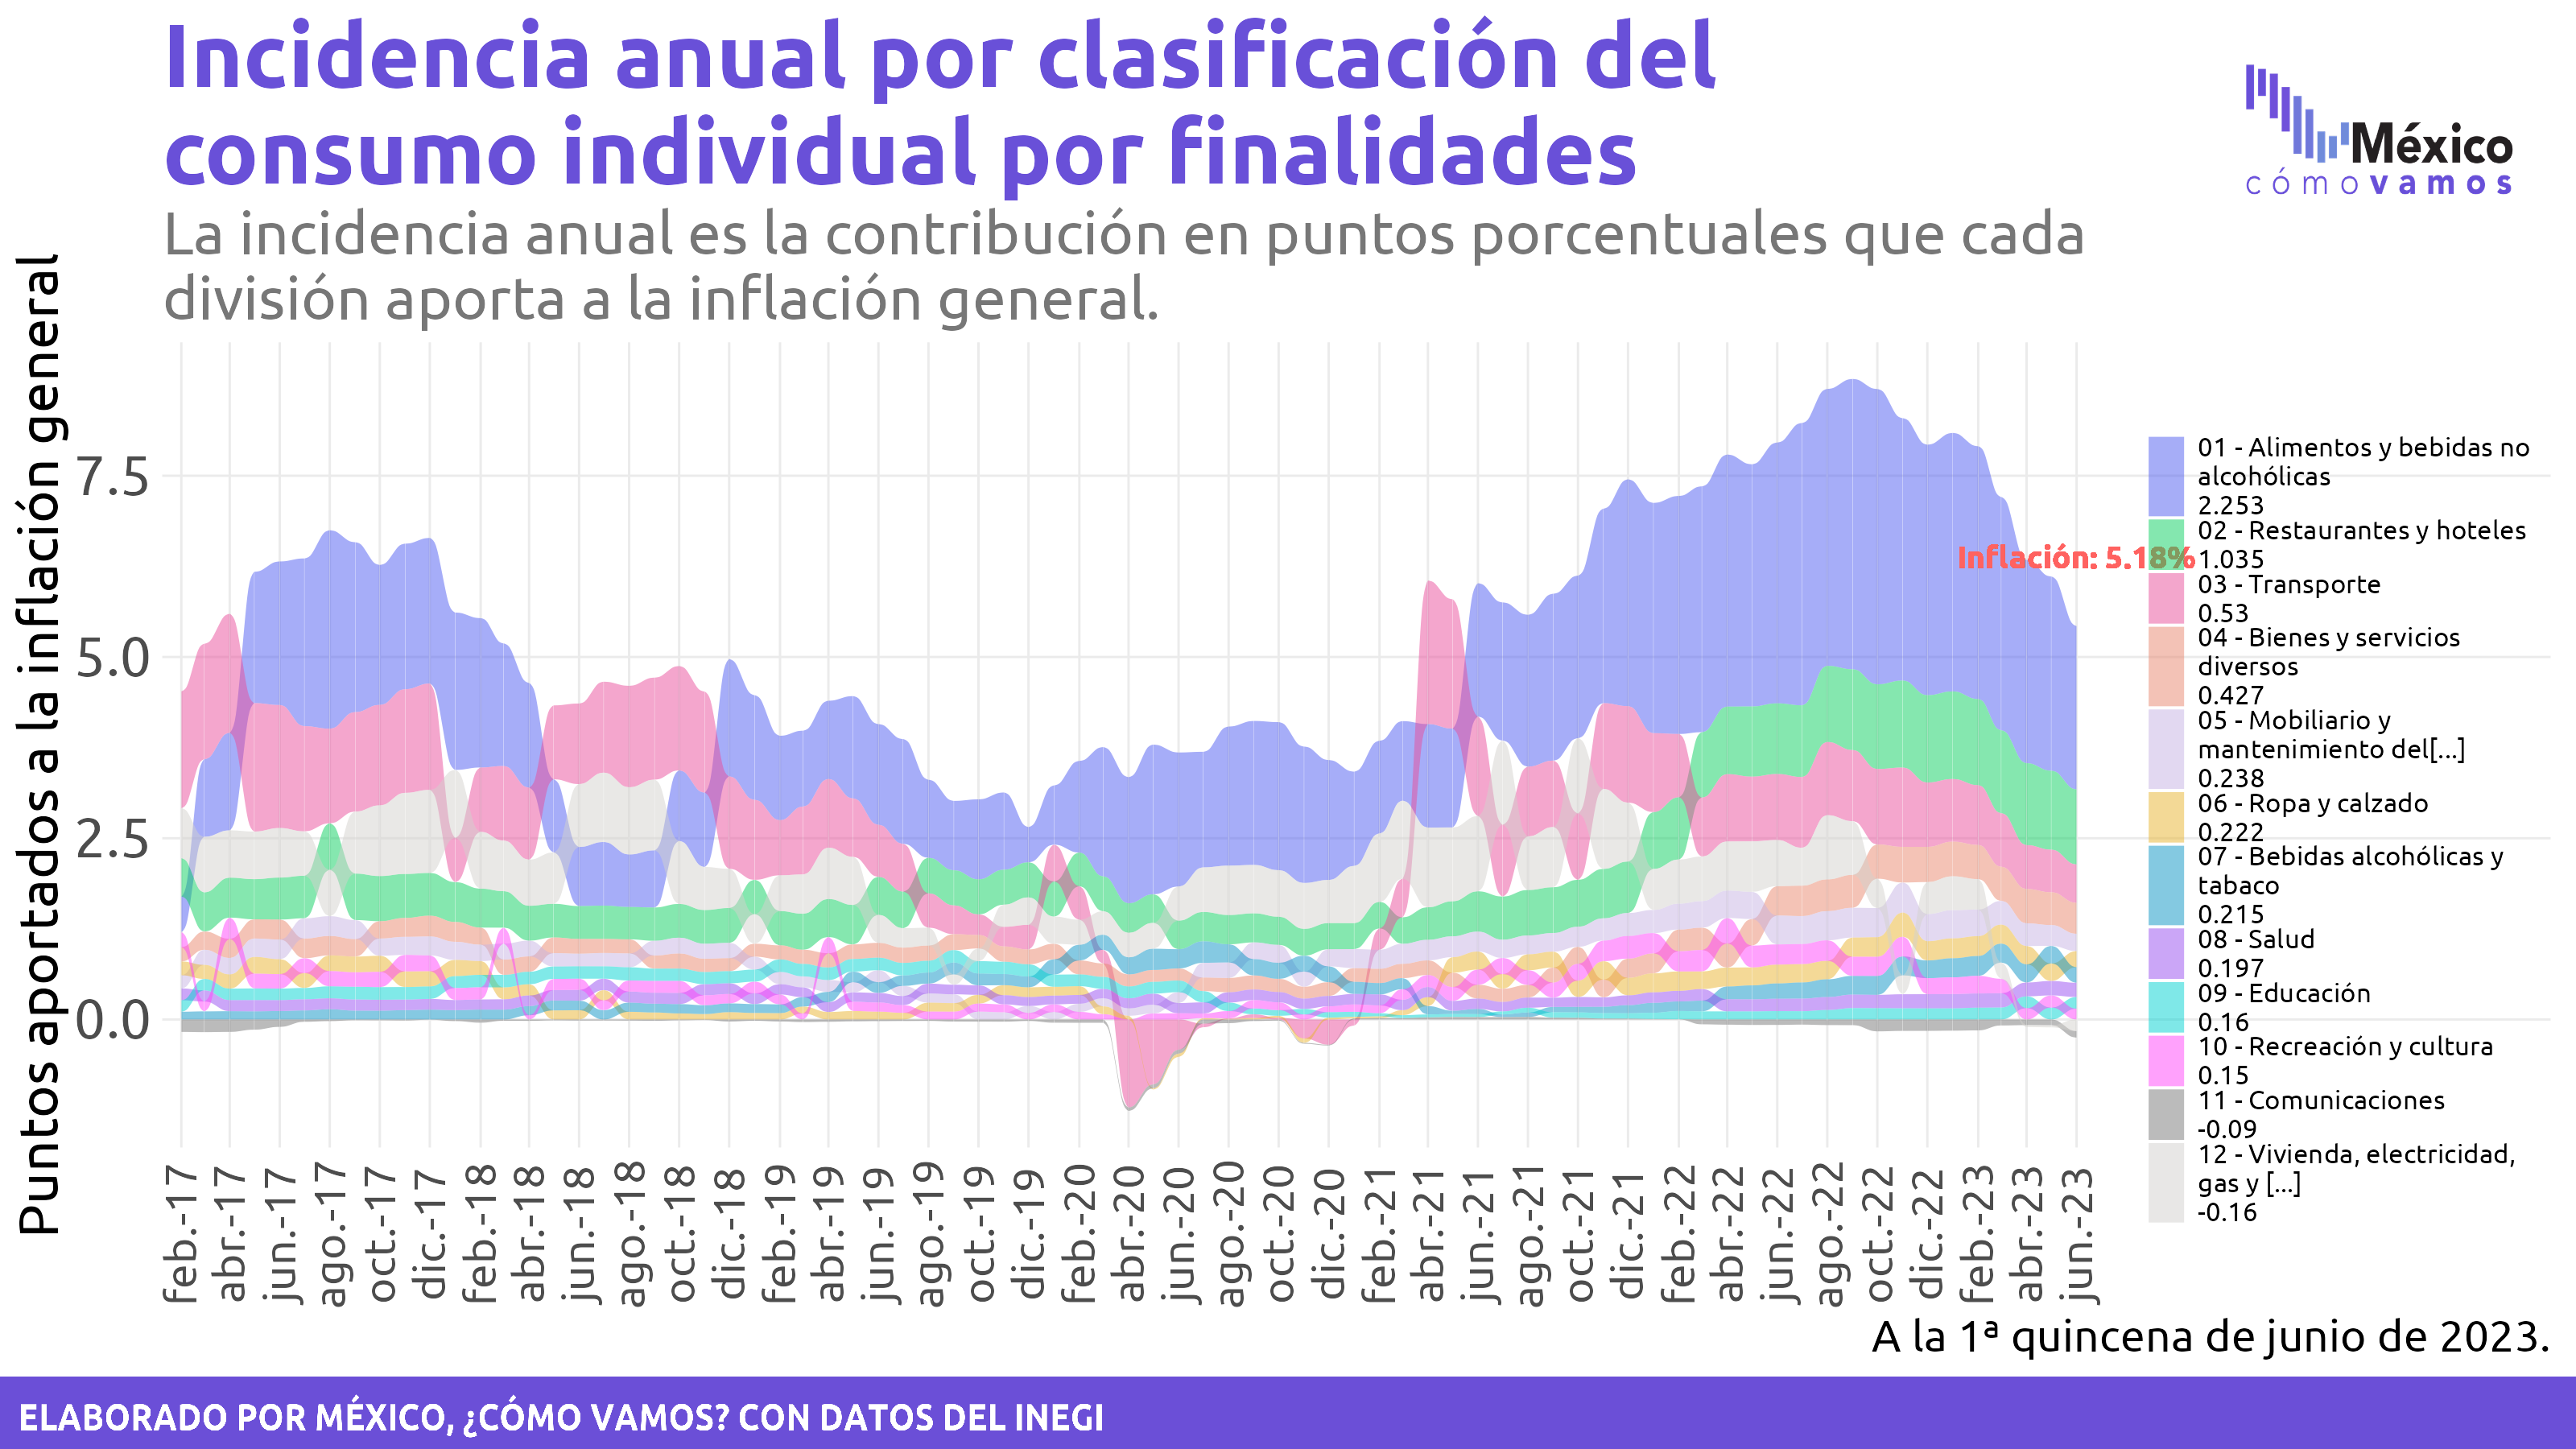 Incidencia anual por clasificación del
consumo individual por finalidades
La incidencia anual es la contribución en puntos porcentuales que cada
división aporta a la inflación general.
México
cómo vamos
Puntos aportados a la inflación general
7.5
5.0
2.5
0.0
Inflación: 5.18%
01 - Alimentos y bebidas no
alcohólicas
2.253
02 - Restaurantes y hoteles
1.035
03 - Transporte
0.53
04 - Bienes y servicios
diversos
0.427
05 - Mobiliario y
mantenimiento del[...]
0.238
06 - Ropa y calzado
0.222
07 - Bebidas alcohólicas y
tabaco
0.215
08 - Salud
0.197
09 - Educación
0.16
10 - Recreación y cultura
0.15
11 - Comunicaciones
-0.09
12 - Vivienda, electricidad,
gas y [...]
-0.16
feb.-17
abr.-17
jun.-17
ago.-17
oct.-17
dic.-17
feb.-18
abr.-18
jun.-18
ago.-18
oct.-18
dic.-18
feb.-19
abr.-19
jun.-19
ago.-19
oct.-19
dic.-19
feb.-20
abr.-20
jun.-20
ago.-20
oct.-20
dic.-20
feb.-21
abr.-21
jun.-21
ago.-21
oct.-21
dic.-21
feb.-22
abr.-22
jun.-22
ago.-22
oct.-22
dic.-22
feb.-23
abr.-23
jun.-23
A la 1ª quincena de junio de 2023.
ELABORADO POR MÉXICO, ¿CÓMO VAMOS? CON DATOS DEL INEGI